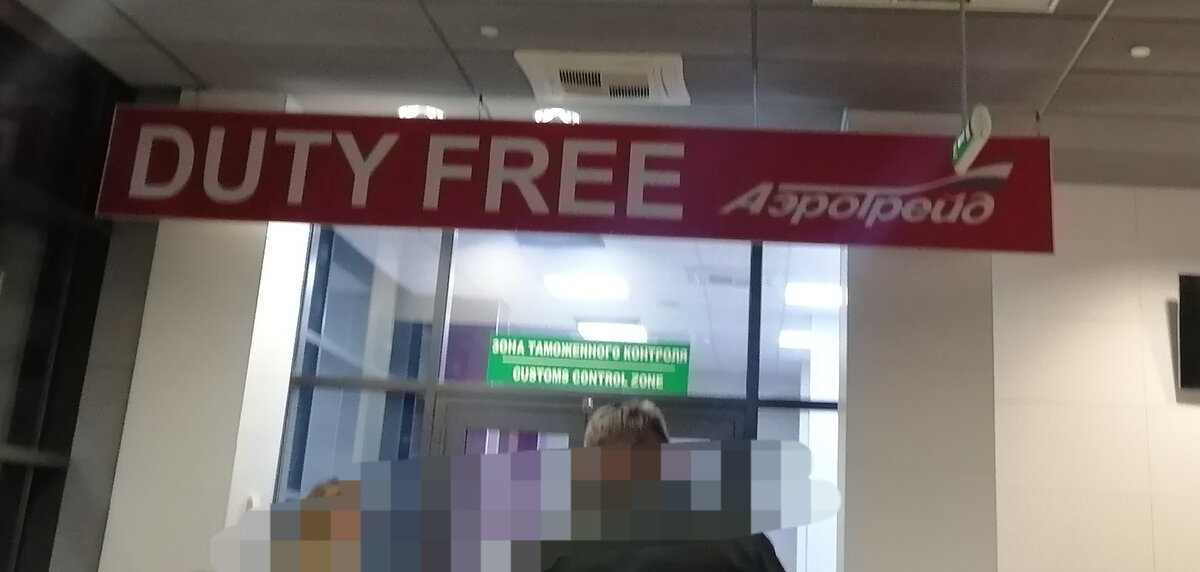 DUTY FREE
АэроТрейд
ЗОНА ТАМОЖЕННОГО КОНТРОЛЯ
CUSTOMS CONTROL ZONE